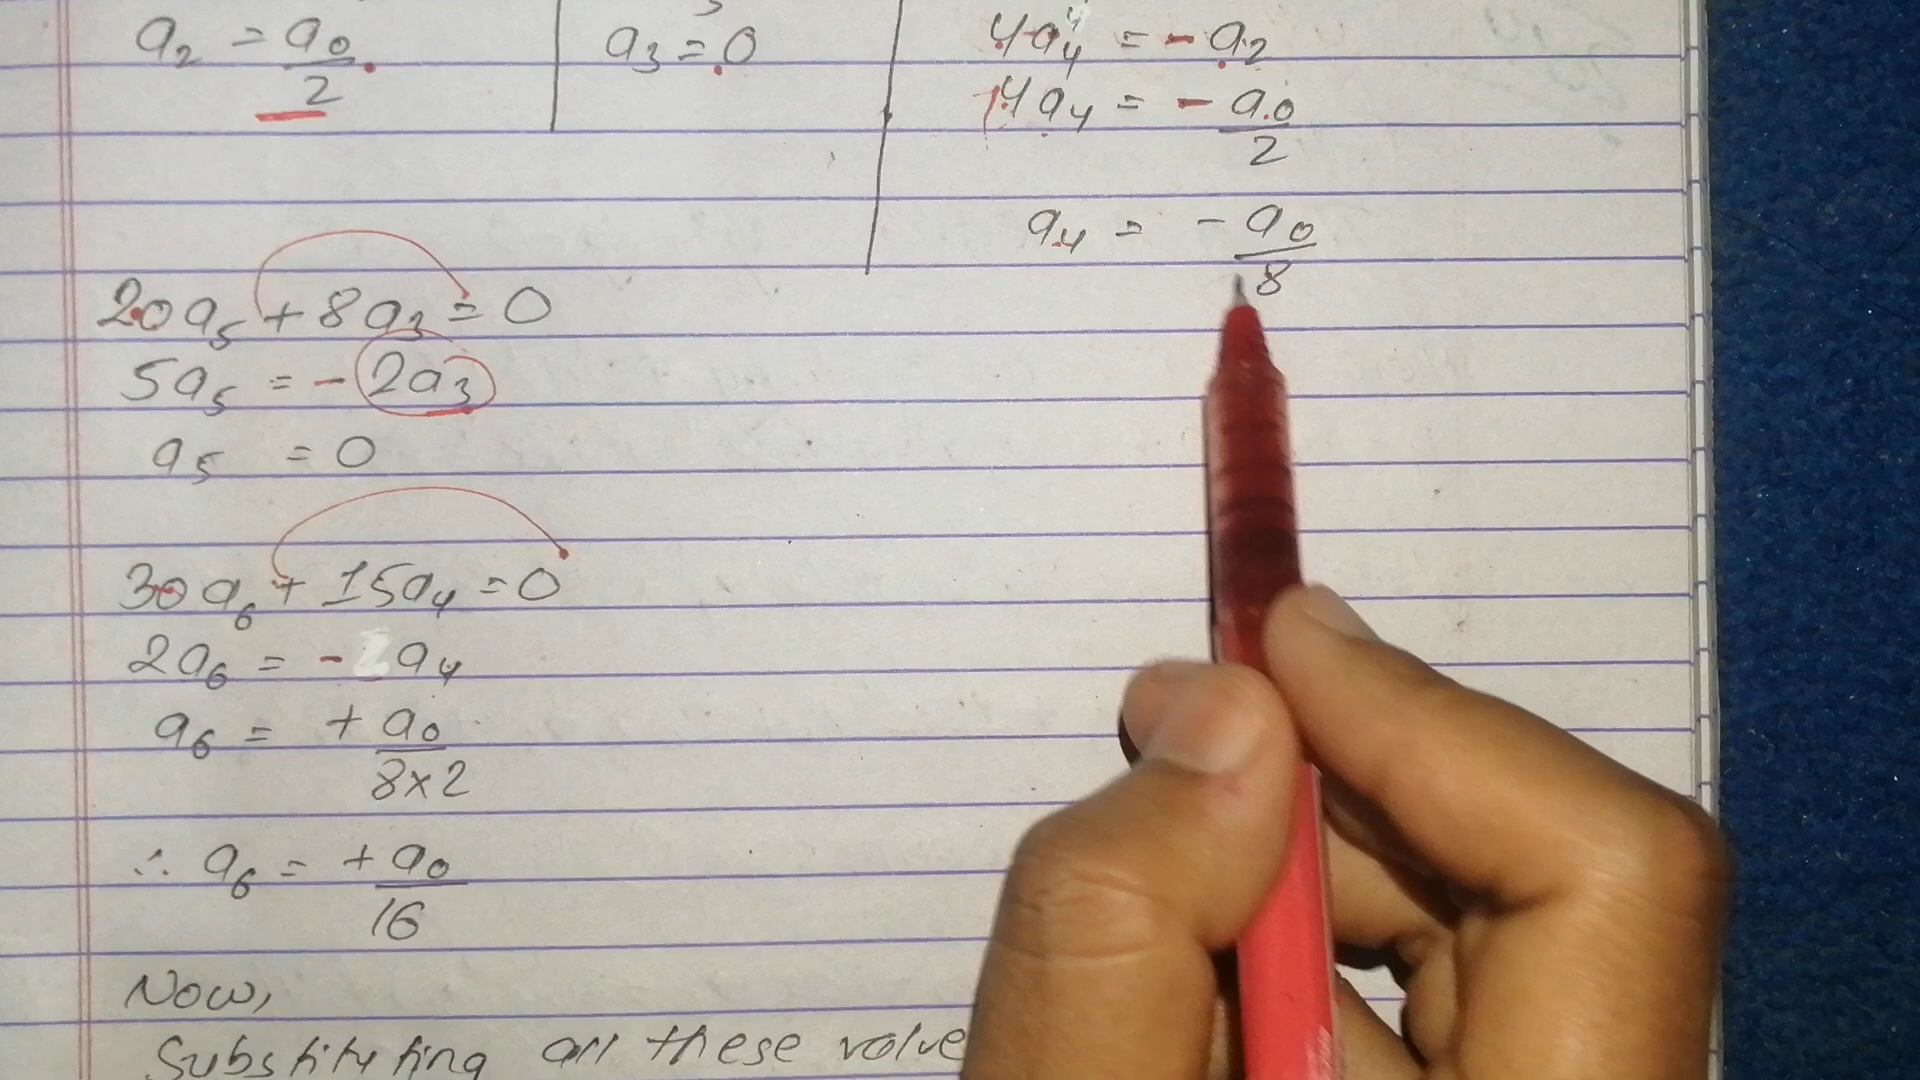 a₂ = a₀/2
a₃ = 0
4a₄ = - a₂
4a₄ = - a₀/2
a₄ = - a₀/8
20a₅ + 8a₃ = 0
5a₅ = - 2a₃
a₅ = 0
30a₆ + 15a₄ = 0
2a₆ = - a₄
a₆ = + a₀/8×2
∴ a₆ = + a₀/16
Now,
Substituting all these value